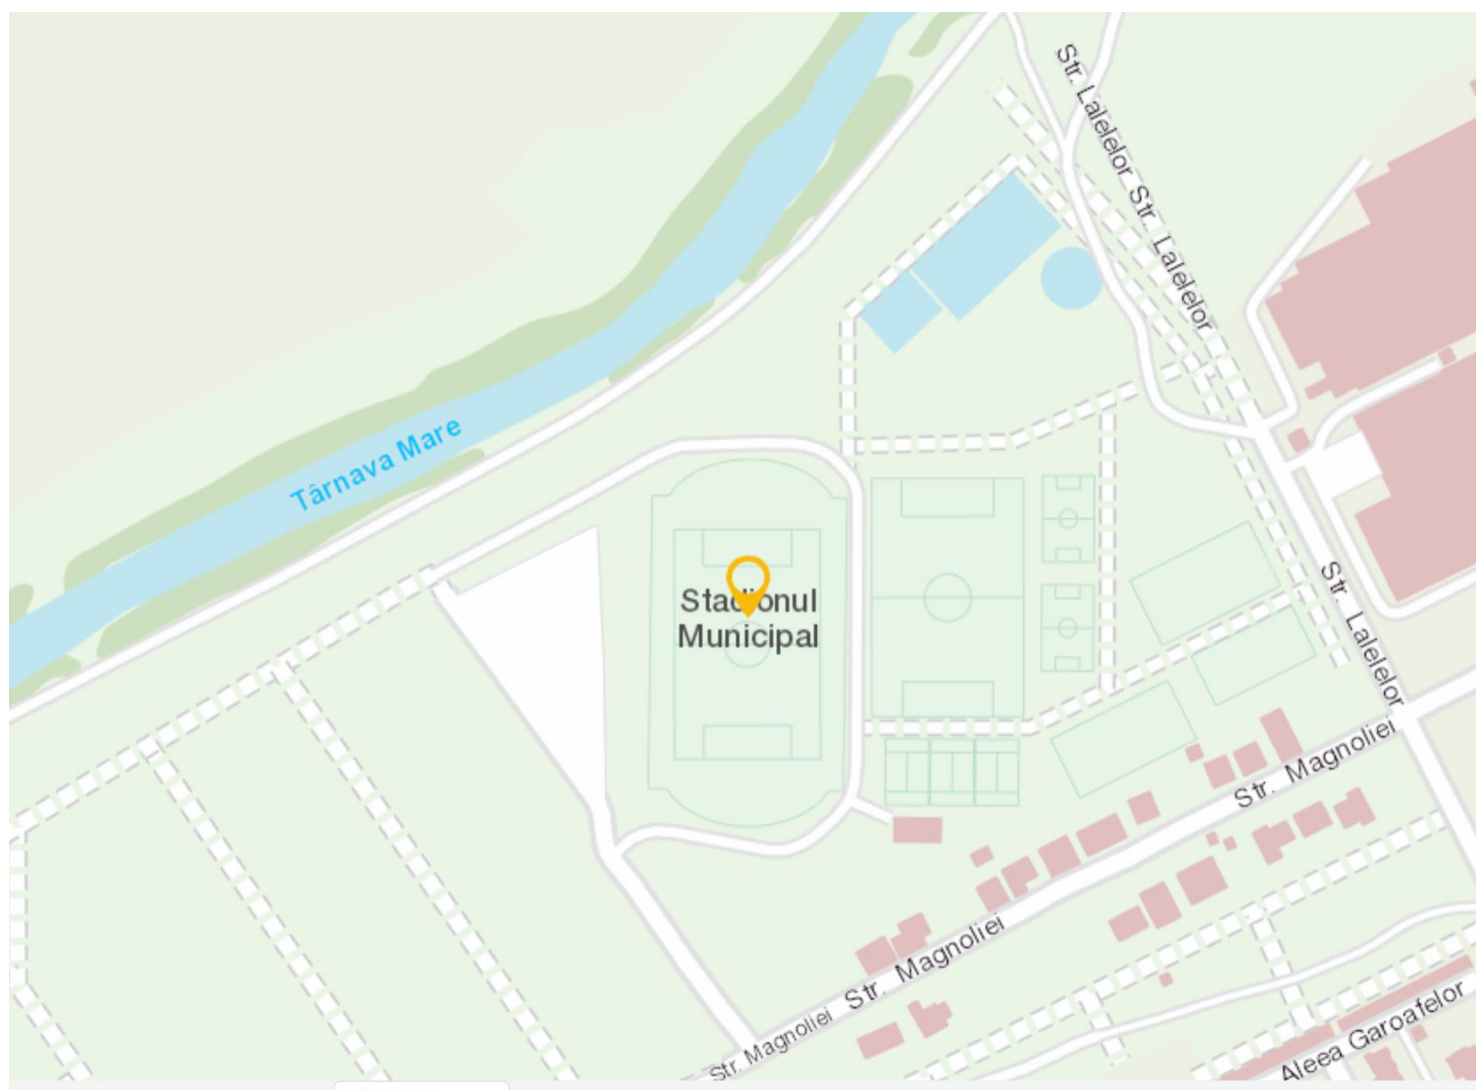 Str. Lalelelor
Str. Lalelelor
Târnava Mare
Stadionul
Municipal
Str. Lalelelor
Str. Magnoliei
Str. Magnoliei
Str. Magnoliei
Aleea Garoafelor